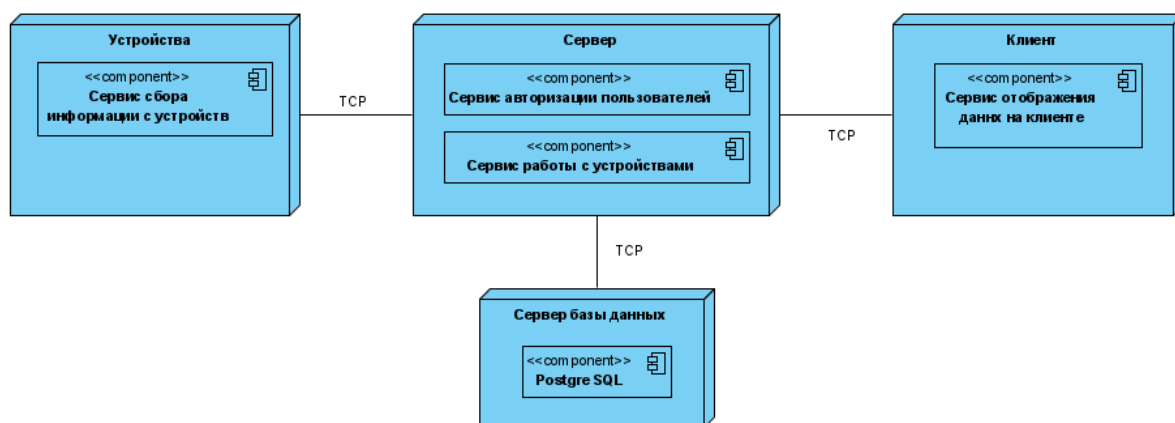 Устройства
<<component>>
Сервис сбора
информации с устройств
TCP
Сервер
<<component>>
Сервис авторизации пользователей
<<component>>
Сервис работы с устройствами
TCP
Клиент
<<component>>
Сервис отображения
даннх на клиенте
TCP
Сервер базы данных
<<component>>
Postgre SQL